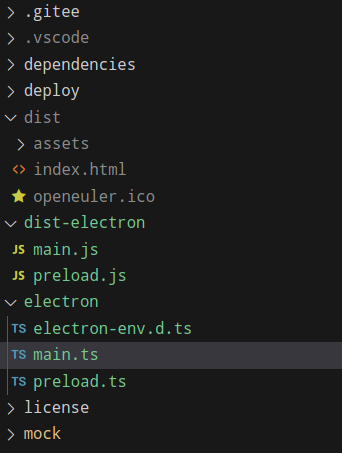 .gitee
.vscode
dependencies
deploy
dist
assets
<> index.html
openeuler.ico
dist-electron
JS main.js
JS preload.js
electron
TS electron-env.d.ts
TS main.ts
TS preload.ts
license
mock